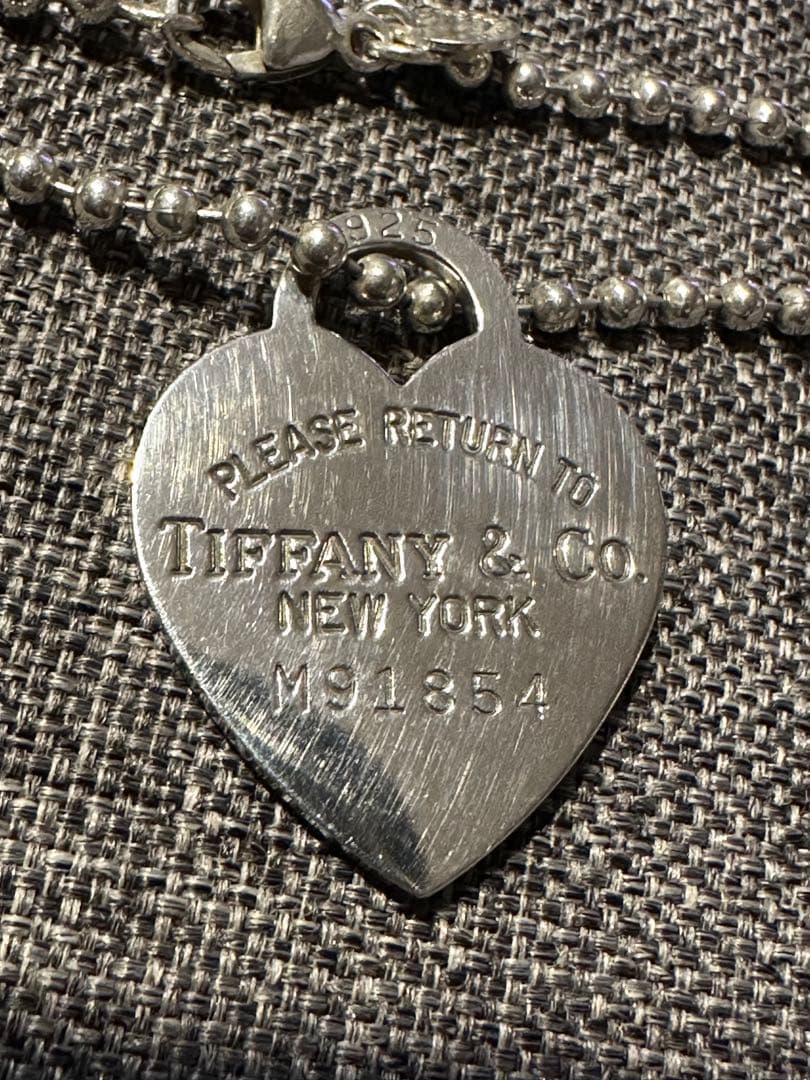 925
PLEASE RETURN TO
TIFFANY & CO.
NEW YORK
M91854